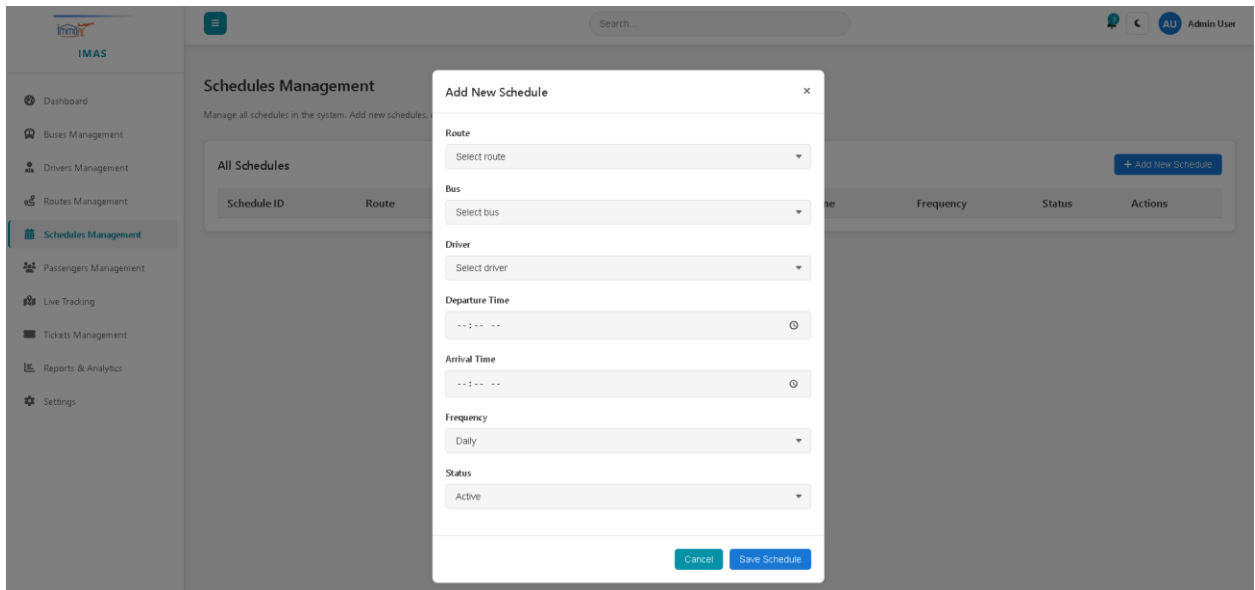 IMAS
Search...
AU Admin User
Dashboard
Buses Management
Drivers Management
Routes Management
Schedules Management
Passengers Management
Live Tracking
Tickets Management
Reports & Analytics
Settings
Schedules Management
Manage all schedules in the system. Add new schedules,
All Schedules
+ Add New Schedule
Schedule ID Route Frequency Status Actions
Add New Schedule ×
Route
Select route
Bus
Select bus
Driver
Select driver
Departure Time
--:-- --
Arrival Time
--:-- --
Frequency
Daily
Status
Active
Cancel Save Schedule